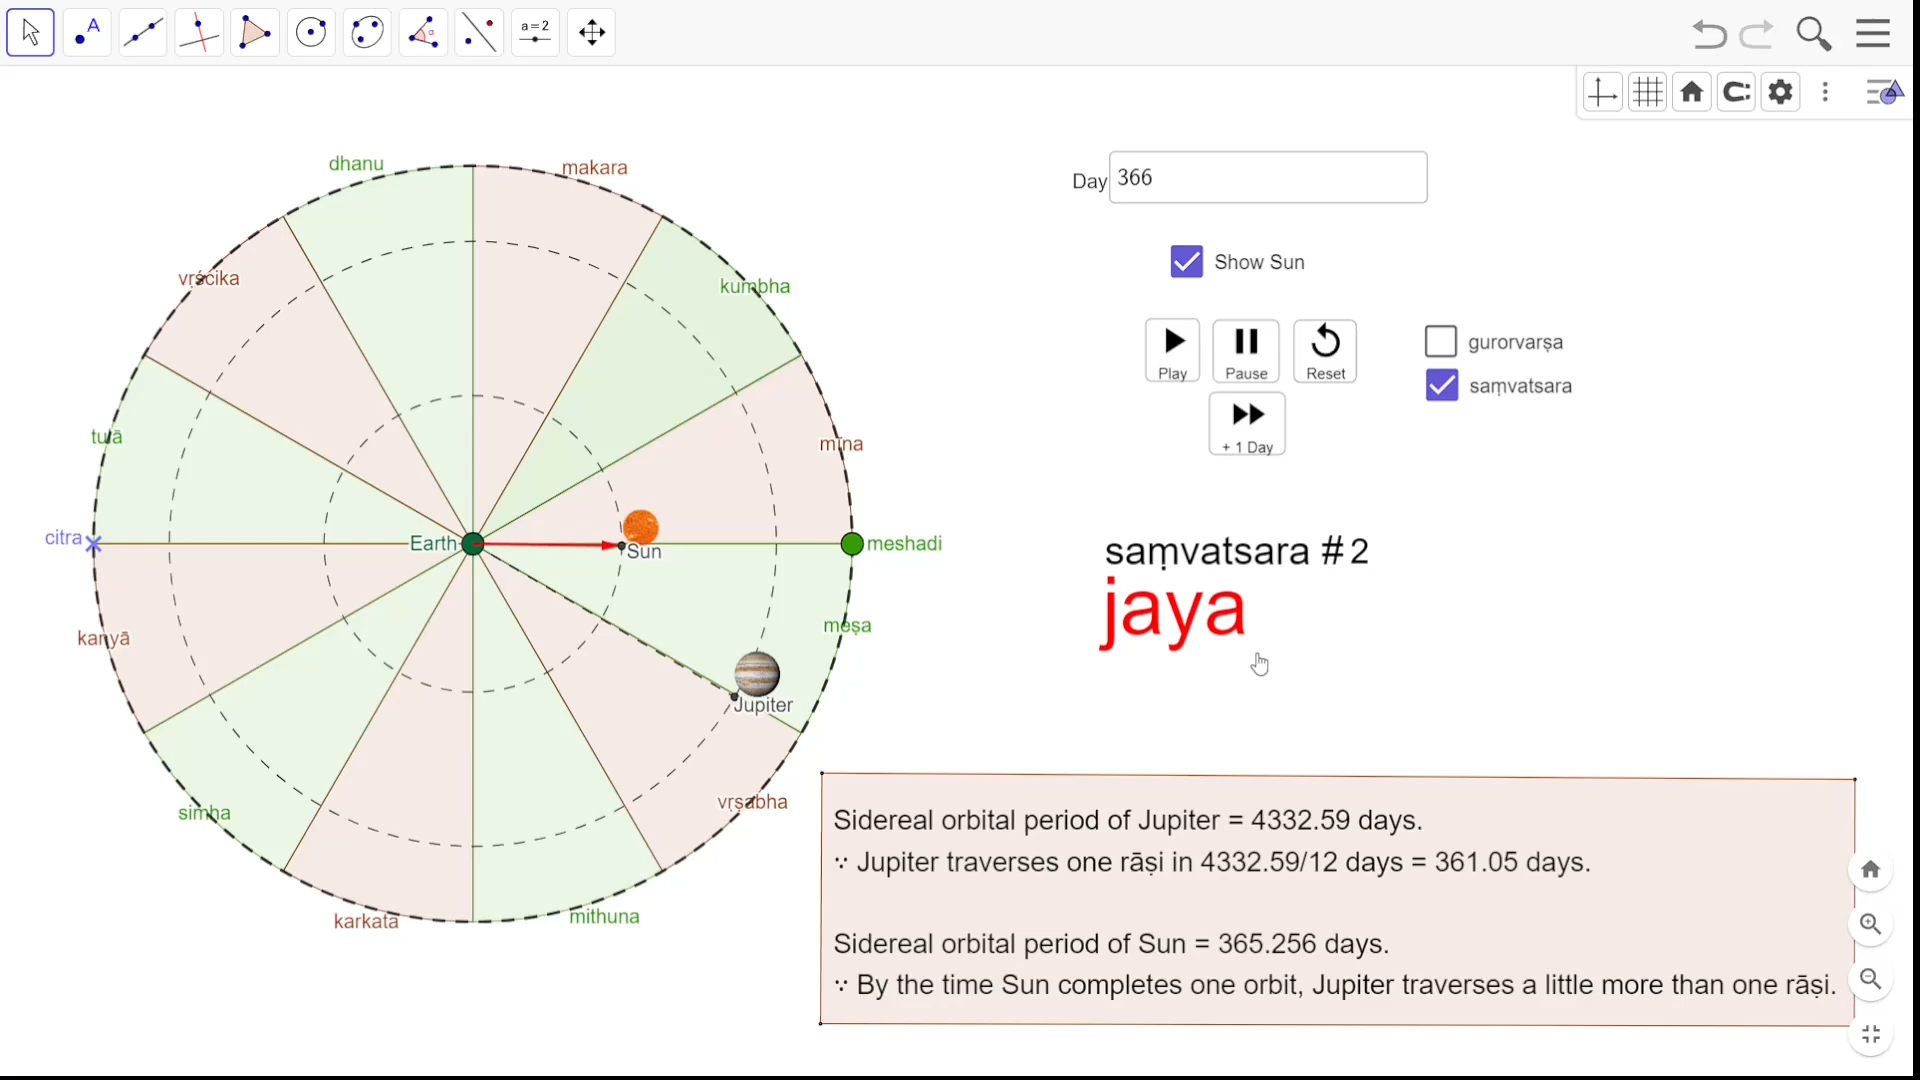 A
a=2
dhanu
makara
Day 366
Show Sun
vṛścika
kumbha
Play
Pause
Reset
gurorvarṣa
saṃvatsara
+ 1 Day
tulā
mīna
citra
Earth
Sun
meshadi
saṃvatsara #2
jaya
kanyā
meṣa
Jupiter
vṛṣabha
siṃha
karkata
mithuna
Sidereal orbital period of Jupiter = 4332.59 days.
∵ Jupiter traverses one rāṣi in 4332.59/12 days = 361.05 days.
Sidereal orbital period of Sun = 365.256 days.
∵ By the time Sun completes one orbit, Jupiter traverses a little more than one rāṣi.